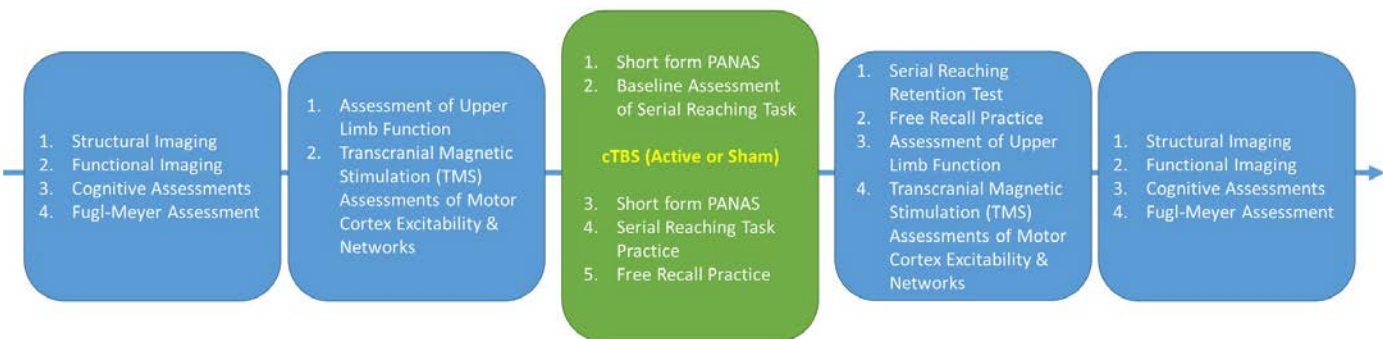 1. Structural Imaging
2. Functional Imaging
3. Cognitive Assessments
4. Fugl-Meyer Assessment
1. Assessment of Upper
Limb Function
2. Transcranial Magnetic
Stimulation (TMS)
Assessments of Motor
Cortex Excitability &
Networks
1. Short form PANAS
2. Baseline Assessment
of Serial Reaching Task
cTBS (Active or Sham)
3. Short form PANAS
4. Serial Reaching Task
Practice
5. Free Recall Practice
1. Serial Reaching
Retention Test
2. Free Recall Practice
3. Assessment of Upper
Limb Function
4. Transcranial Magnetic
Stimulation (TMS)
Assessments of Motor
Cortex Excitability &
Networks
1. Structural Imaging
2. Functional Imaging
3. Cognitive Assessments
4. Fugl-Meyer Assessment